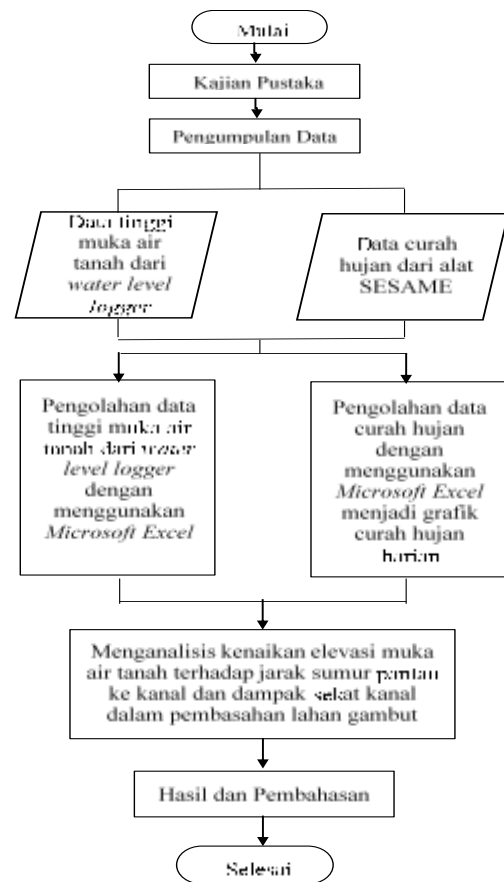 Mulai
Kajian Pustaka
Pengumpulan Data
Data tinggi
muka air
tanah dari
water level
logger
Data curah
hujan dari alat
SESAME
Pengolahan data
tinggi muka air
tanah dari water
level logger
dengan
menggunakan
Microsoft Excel
Pengolahan data
curah hujan
dengan
menggunakan
Microsoft Excel
menjadi grafik
curah hujan
harian
Menganalisis kenaikan elevasi muka
air tanah terhadap jarak sumur pantau
ke kanal dan dampak sekat kanal
dalam pembasahan lahan gambut
Hasil dan Pembahasan
Selesai